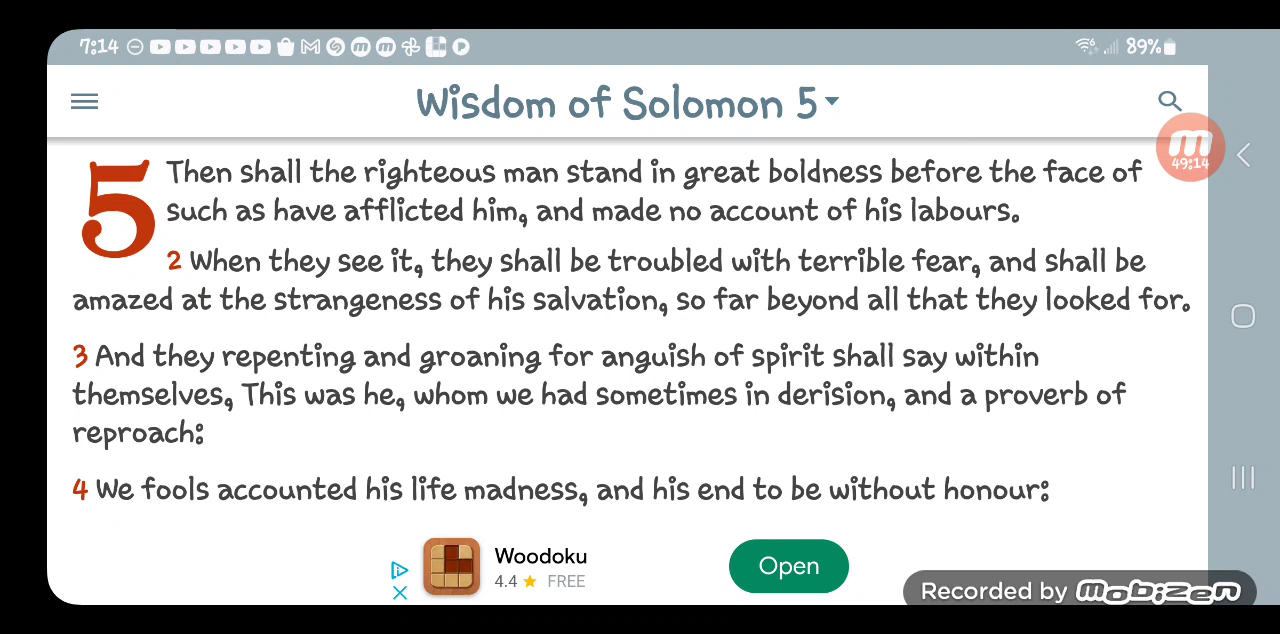 7:14 89%
Wisdom of Solomon 5
49:14
5 Then shall the righteous man stand in great boldness before the face of
such as have afflicted him, and made no account of his labours.
2 When they see it, they shall be troubled with terrible fear, and shall be
amazed at the strangeness of his salvation, so far beyond all that they looked for.
3 And they repenting and groaning for anguish of spirit shall say within
themselves, This was he, whom we had sometimes in derision, and a proverb of
reproach:
4 We fools accounted his life madness, and his end to be without honour:
Woodoku
4.4 ★ FREE
Open
Recorded by mobizen